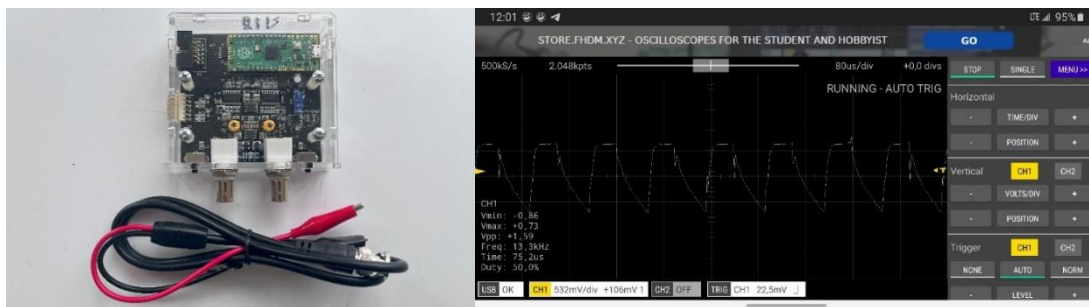 12:01
LTE 95%
STORE.FHDM.XYZ - OSCILLOSCOPES FOR THE STUDENT AND HOBBYIST GO
500kS/s 2.048kpts 80us/div +0,0 divs STOP SINGLE MENU>>
RUNNING - AUTO TRIG
Horizontal
- TIME/DIV +
- POSITION +
Vertical CH1 CH2
- VOLTS/DIV +
- POSITION +
CH1
Vmin: -0,86
Vmax: +0,73
Vpp: +1,59
Freq: 13,3kHz
Time: 75,2us
Duty: 50,0%
Trigger CH1 CH2
NONE AUTO NORM
- LEVEL +
USB OK CH1 532mV/div +106mV 1 CH2 OFF TRIG CH1 22,5mV